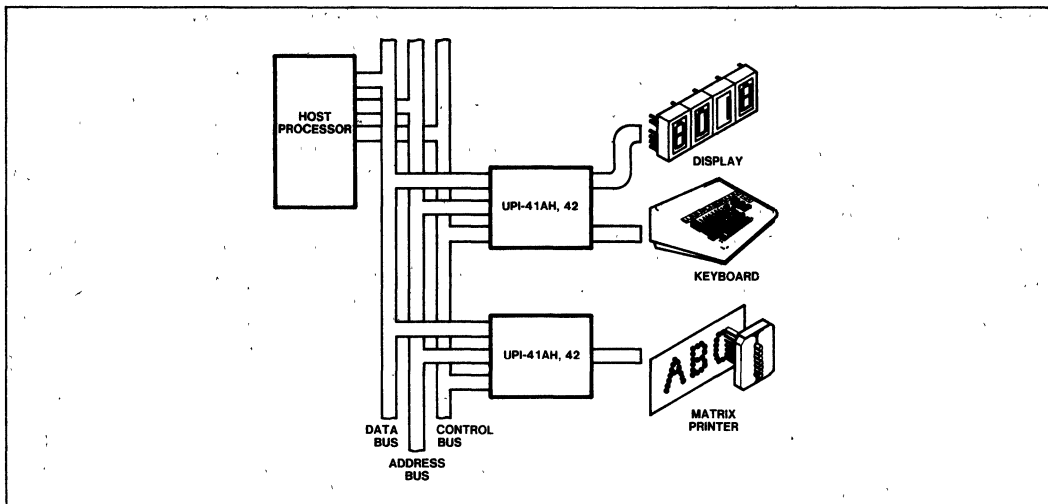 HOST
PROCESSOR
DISPLAY
UPI-41AH, 42
KEYBOARD
UPI-41AH, 42
ABC
MATRIX
PRINTER
DATA
BUS
CONTROL
BUS
ADDRESS
BUS